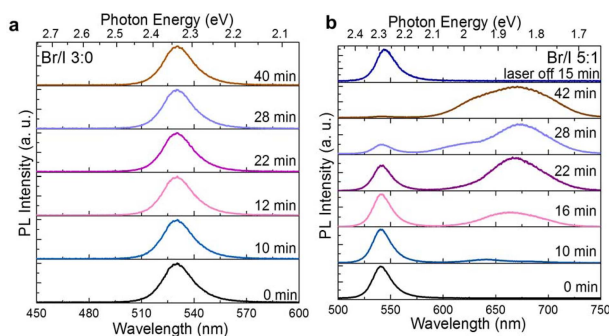 Photon Energy (eV)
a
2.7 2.6 2.5 2.4 2.3 2.2 2.1
Br/I 3:0
40 min
28 min
22 min
12 min
10 min
0 min
PL Intensity (a. u.)
450 480 510 540 570 600
Wavelength (nm)
Photon Energy (eV)
b
2.4 2.3 2.2 2.1 2 1.9 1.8 1.7
Br/I 5:1
laser off 15 min
42 min
28 min
22 min
16 min
10 min
0 min
PL Intensity (a. u.)
500 550 600 650 700 750
Wavelength (nm)